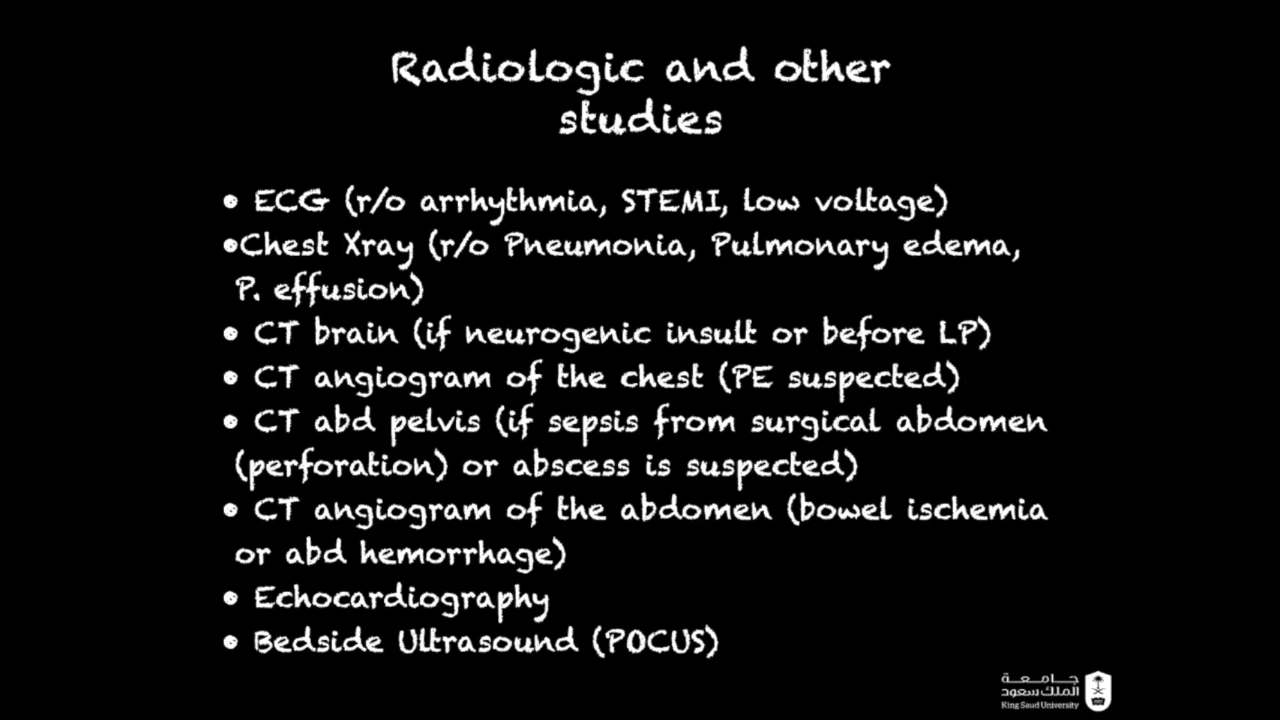 Radiologic and other
studies
• ECG (r/o arrhythmia, STEMI, low voltage)
•Chest Xray (r/o Pneumonia, Pulmonary edema,
P. effusion)
• CT brain (if neurogenic insult or before LP)
• CT angiogram of the chest (PE suspected)
• CT abd pelvis (if sepsis from surgical abdomen
(perforation) or abscess is suspected)
• CT angiogram of the abdomen (bowel ischemia
or abd hemorrhage)
• Echocardiography
• Bedside Ultrasound (POCUS)
جامعة
الملك سعود
King Saud University